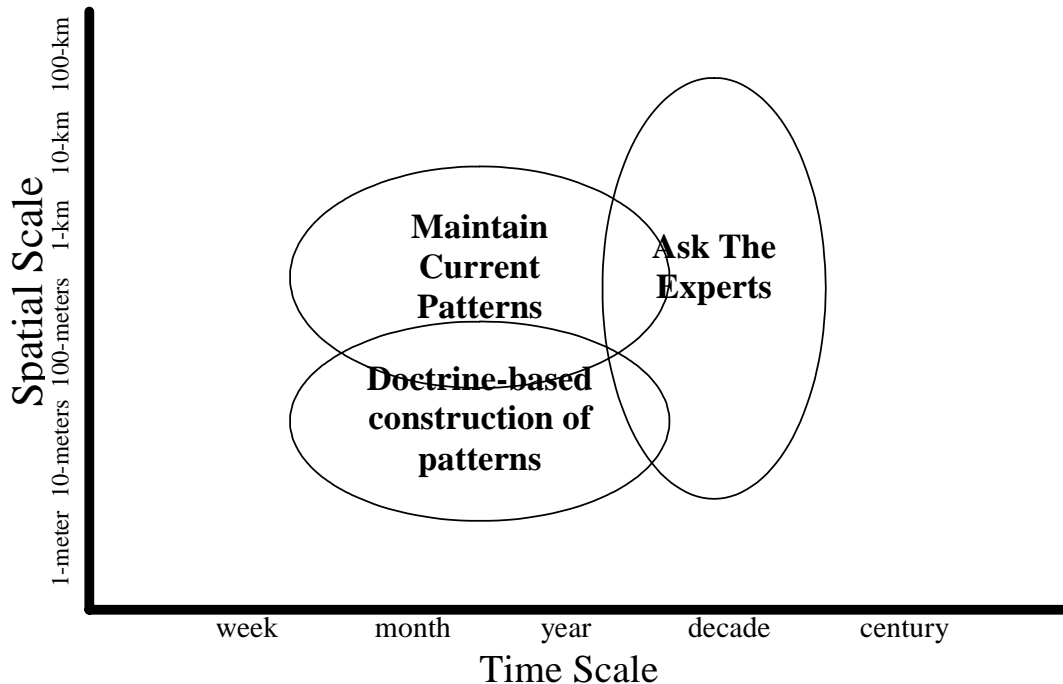 Spatial Scale
100-km
10-km
1-km
100-meters
10-meters
1-meter
Maintain
Current
Patterns
Ask The
Experts
Doctrine-based
construction of
patterns
week month year decade century
Time Scale